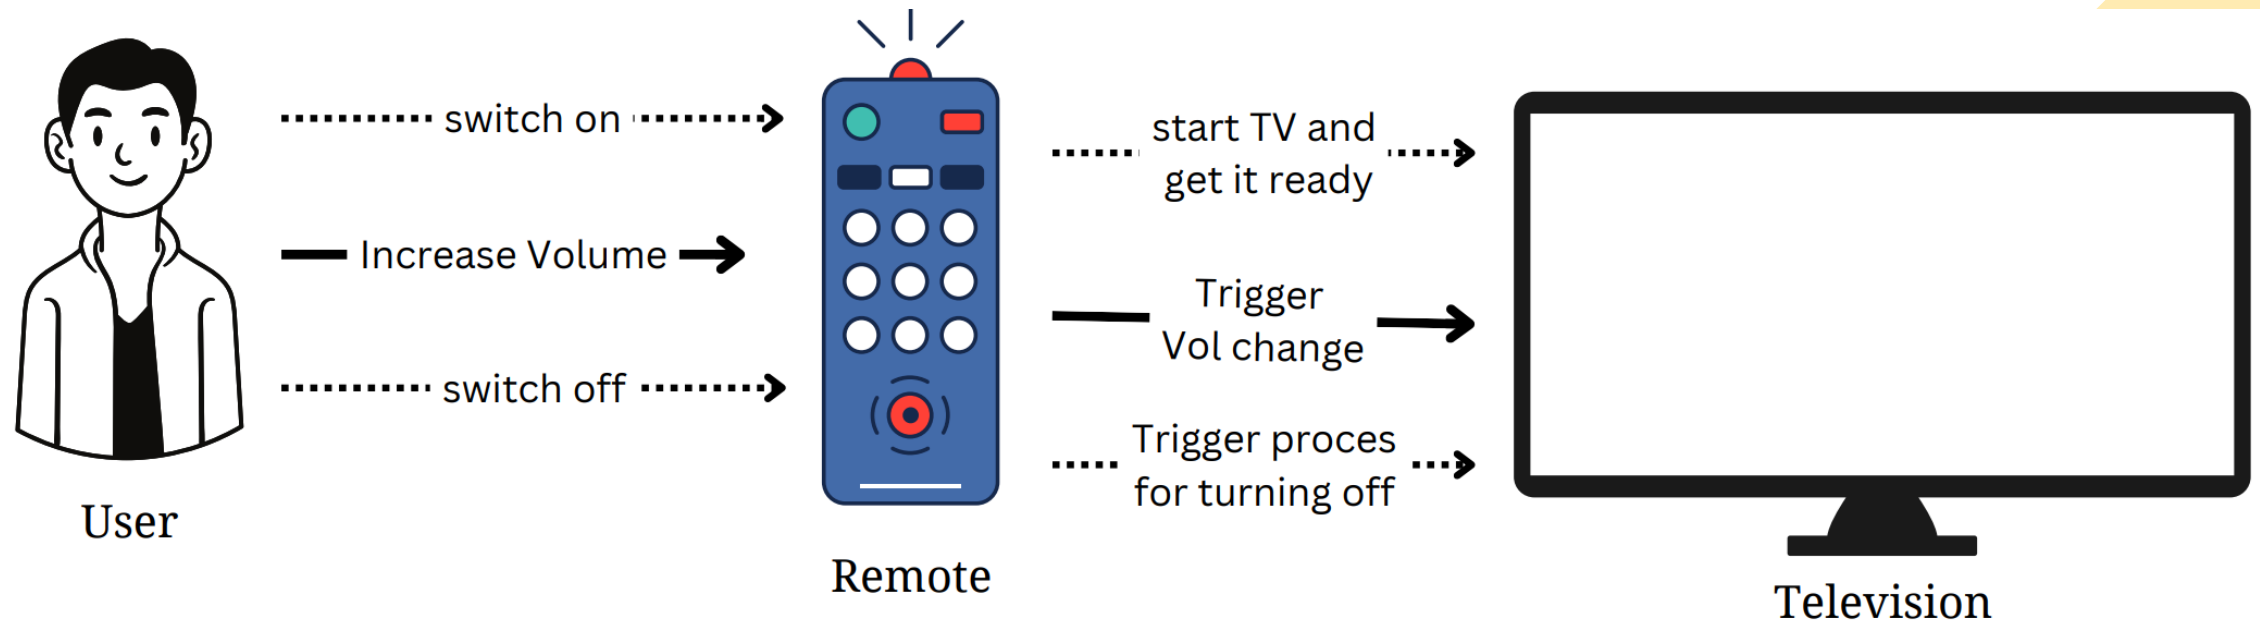 switch on
Increase Volume
switch off
User
Remote
start TV and
get it ready
Trigger
Vol change
Trigger proces
for turning off
Television